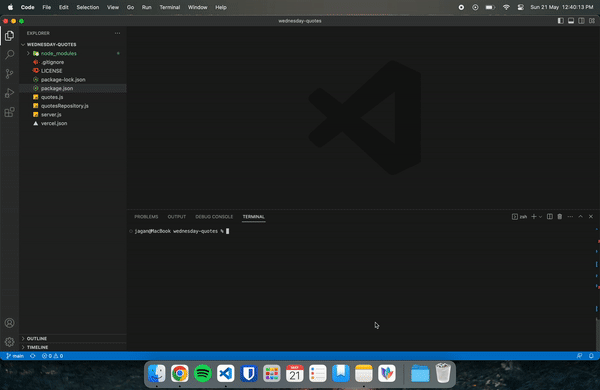 Code File Edit Selection View Go Run Terminal Window Help Sun 21 May 12:40:13 PM
wednesday-quotes
EXPLORER
WEDNESDAY-QUOTES
node_modules
.gitignore
LICENSE
package-lock.json
package.json
quotes.js
quotesRepository.js
server.js
vercel.json
PROBLEMS OUTPUT DEBUG CONSOLE TERMINAL zsh
jagan@MacBook wednesday-quotes %
OUTLINE
TIMELINE
main 0 0
21